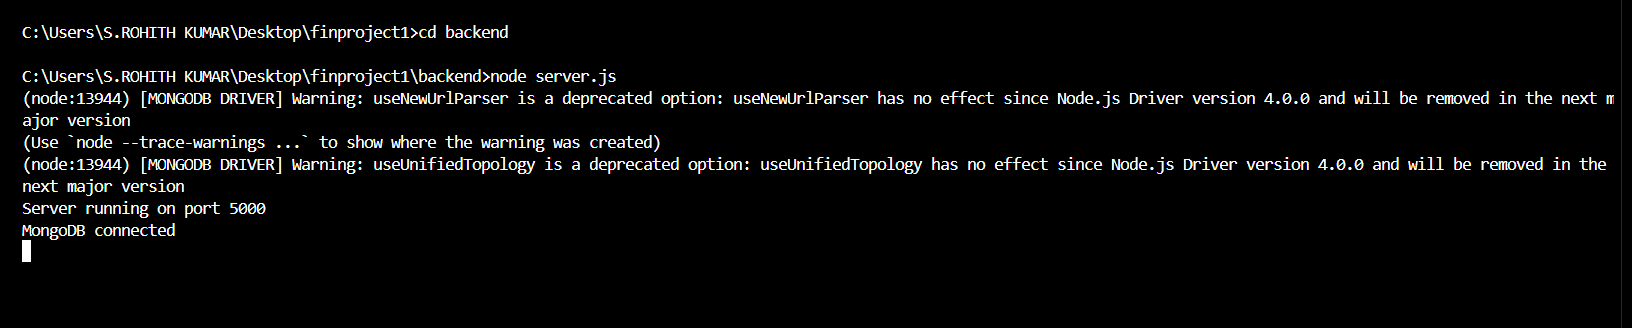 C:\Users\S.ROHITH KUMAR\Desktop\finproject1>cd backend
C:\Users\S.ROHITH KUMAR\Desktop\finproject1\backend>node server.js
(node:13944) [MONGODB DRIVER] Warning: useNewUrlParser is a deprecated option: useNewUrlParser has no effect since Node.js Driver version 4.0.0 and will be removed in the next m
ajor version
(Use `node --trace-warnings ...` to show where the warning was created)
(node:13944) [MONGODB DRIVER] Warning: useUnifiedTopology is a deprecated option: useUnifiedTopology has no effect since Node.js Driver version 4.0.0 and will be removed in the
next major version
Server running on port 5000
MongoDB connected